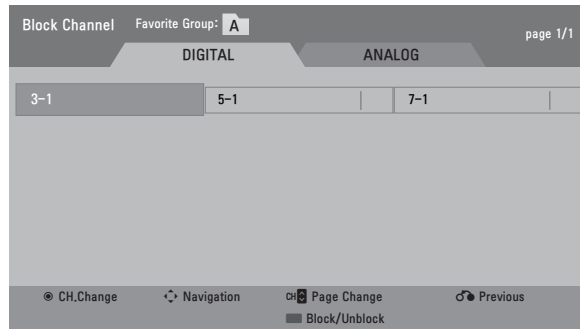 Block Channel Favorite Group: A page 1/1
DIGITAL ANALOG
3-1 5-1 7-1
CH.Change Navigation CH Page Change Previous
Block/Unblock